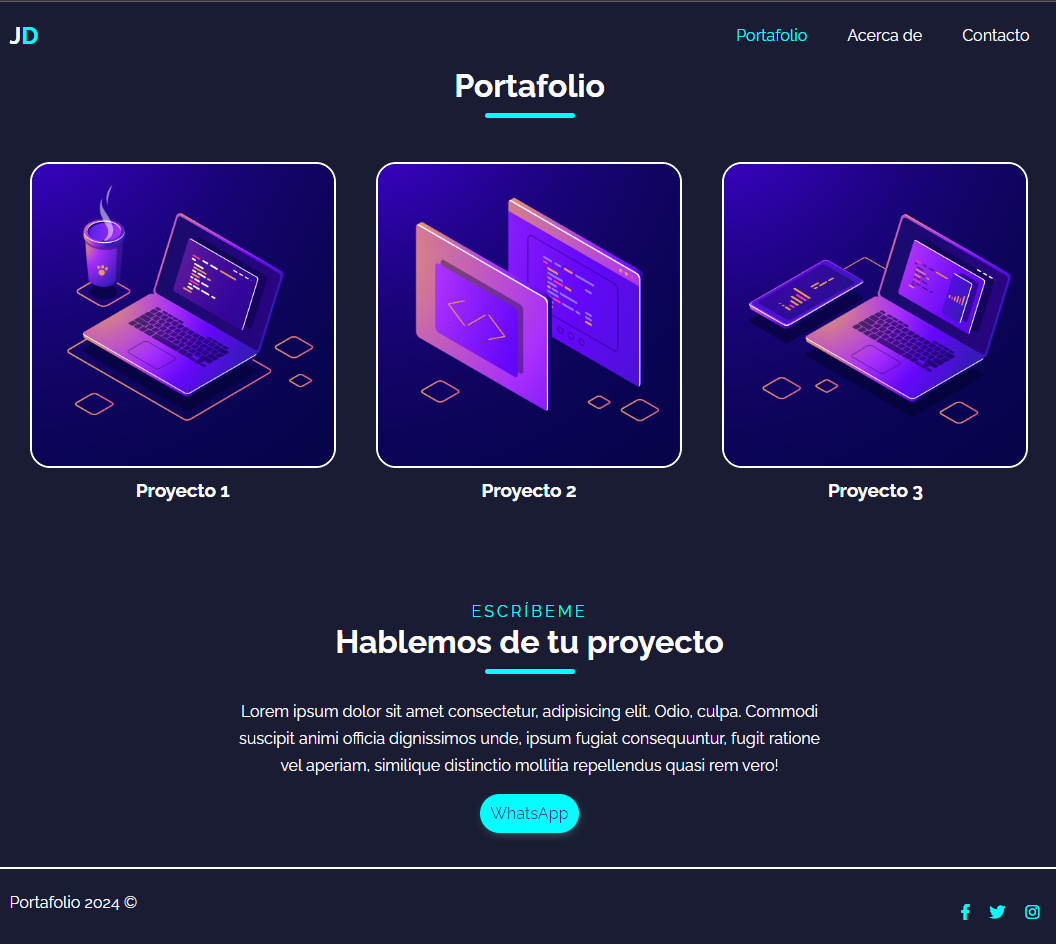 JD
Portafolio Acerca de Contacto
Portafolio
Proyecto 1 Proyecto 2 Proyecto 3
ESCRÍBEME
Hablemos de tu proyecto
Lorem ipsum dolor sit amet consectetur, adipisicing elit. Odio, culpa. Commodi
suscipit animi officia dignissimos unde, ipsum fugiat consequuntur, fugit ratione
vel aperiam, similique distinctio mollitia repellendus quasi rem vero!
WhatsApp
Portafolio 2024 ©